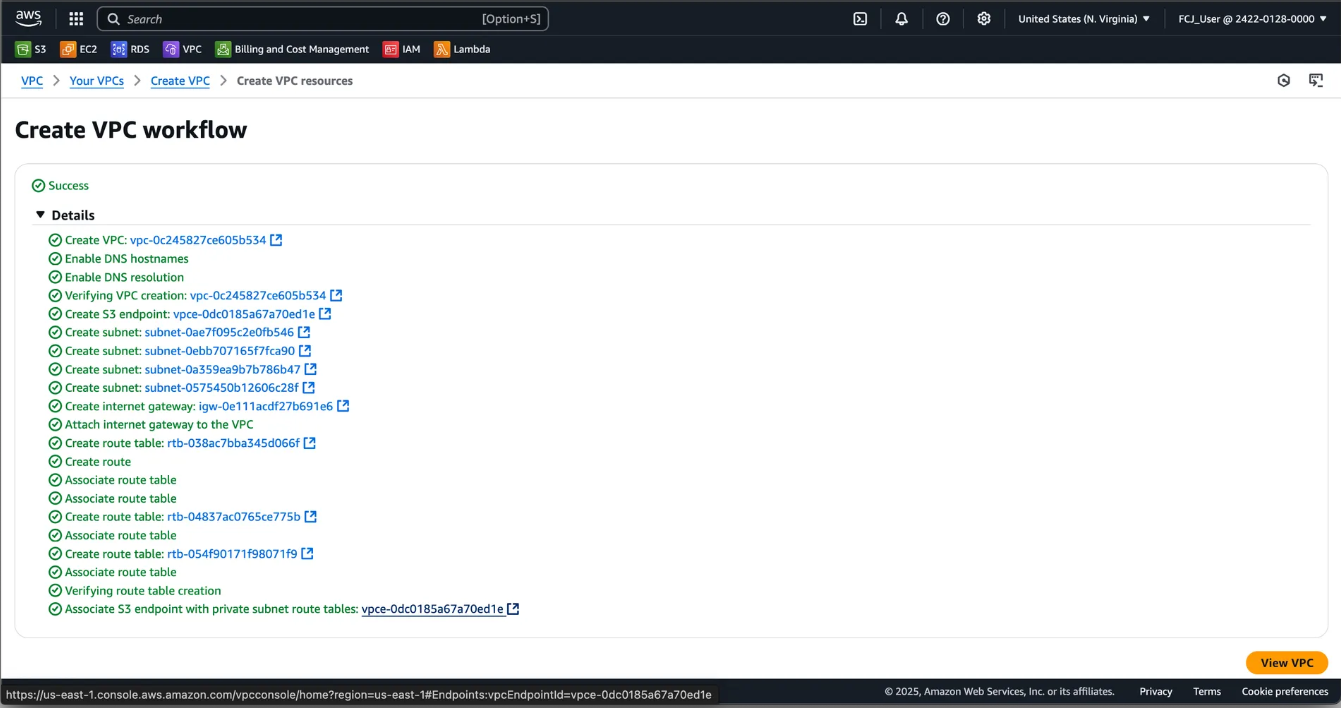 aws Search [Option+S] United States (N. Virginia) ▼ FCJ_User @ 2422-0128-0000 ▼
S3 EC2 RDS VPC Billing and Cost Management IAM Lambda
VPC > Your VPCs > Create VPC > Create VPC resources
Create VPC workflow
Success
▼ Details
Create VPC: vpc-0c245827ce605b534
Enable DNS hostnames
Enable DNS resolution
Verifying VPC creation: vpc-0c245827ce605b534
Create S3 endpoint: vpce-0dc0185a67a70ed1e
Create subnet: subnet-0ae7f095c2e0fb546
Create subnet: subnet-0ebb707165f7fca90
Create subnet: subnet-0a359ea9b7b786b47
Create subnet: subnet-0575450b12606c28f
Create internet gateway: igw-0e111acdf27b691e6
Attach internet gateway to the VPC
Create route table: rtb-038ac7bba345d066f
Create route
Associate route table
Associate route table
Create route table: rtb-04837ac0765ce775b
Associate route table
Create route table: rtb-054f90171f98071f9
Associate route table
Verifying route table creation
Associate S3 endpoint with private subnet route tables: vpce-0dc0185a67a70ed1e
View VPC
https://us-east-1.console.aws.amazon.com/vpcconsole/home?region=us-east-1#Endpoints:vpcEndpointId=vpce-0dc0185a67a70ed1e © 2025, Amazon Web Services, Inc. or its affiliates. Privacy Terms Cookie preferences